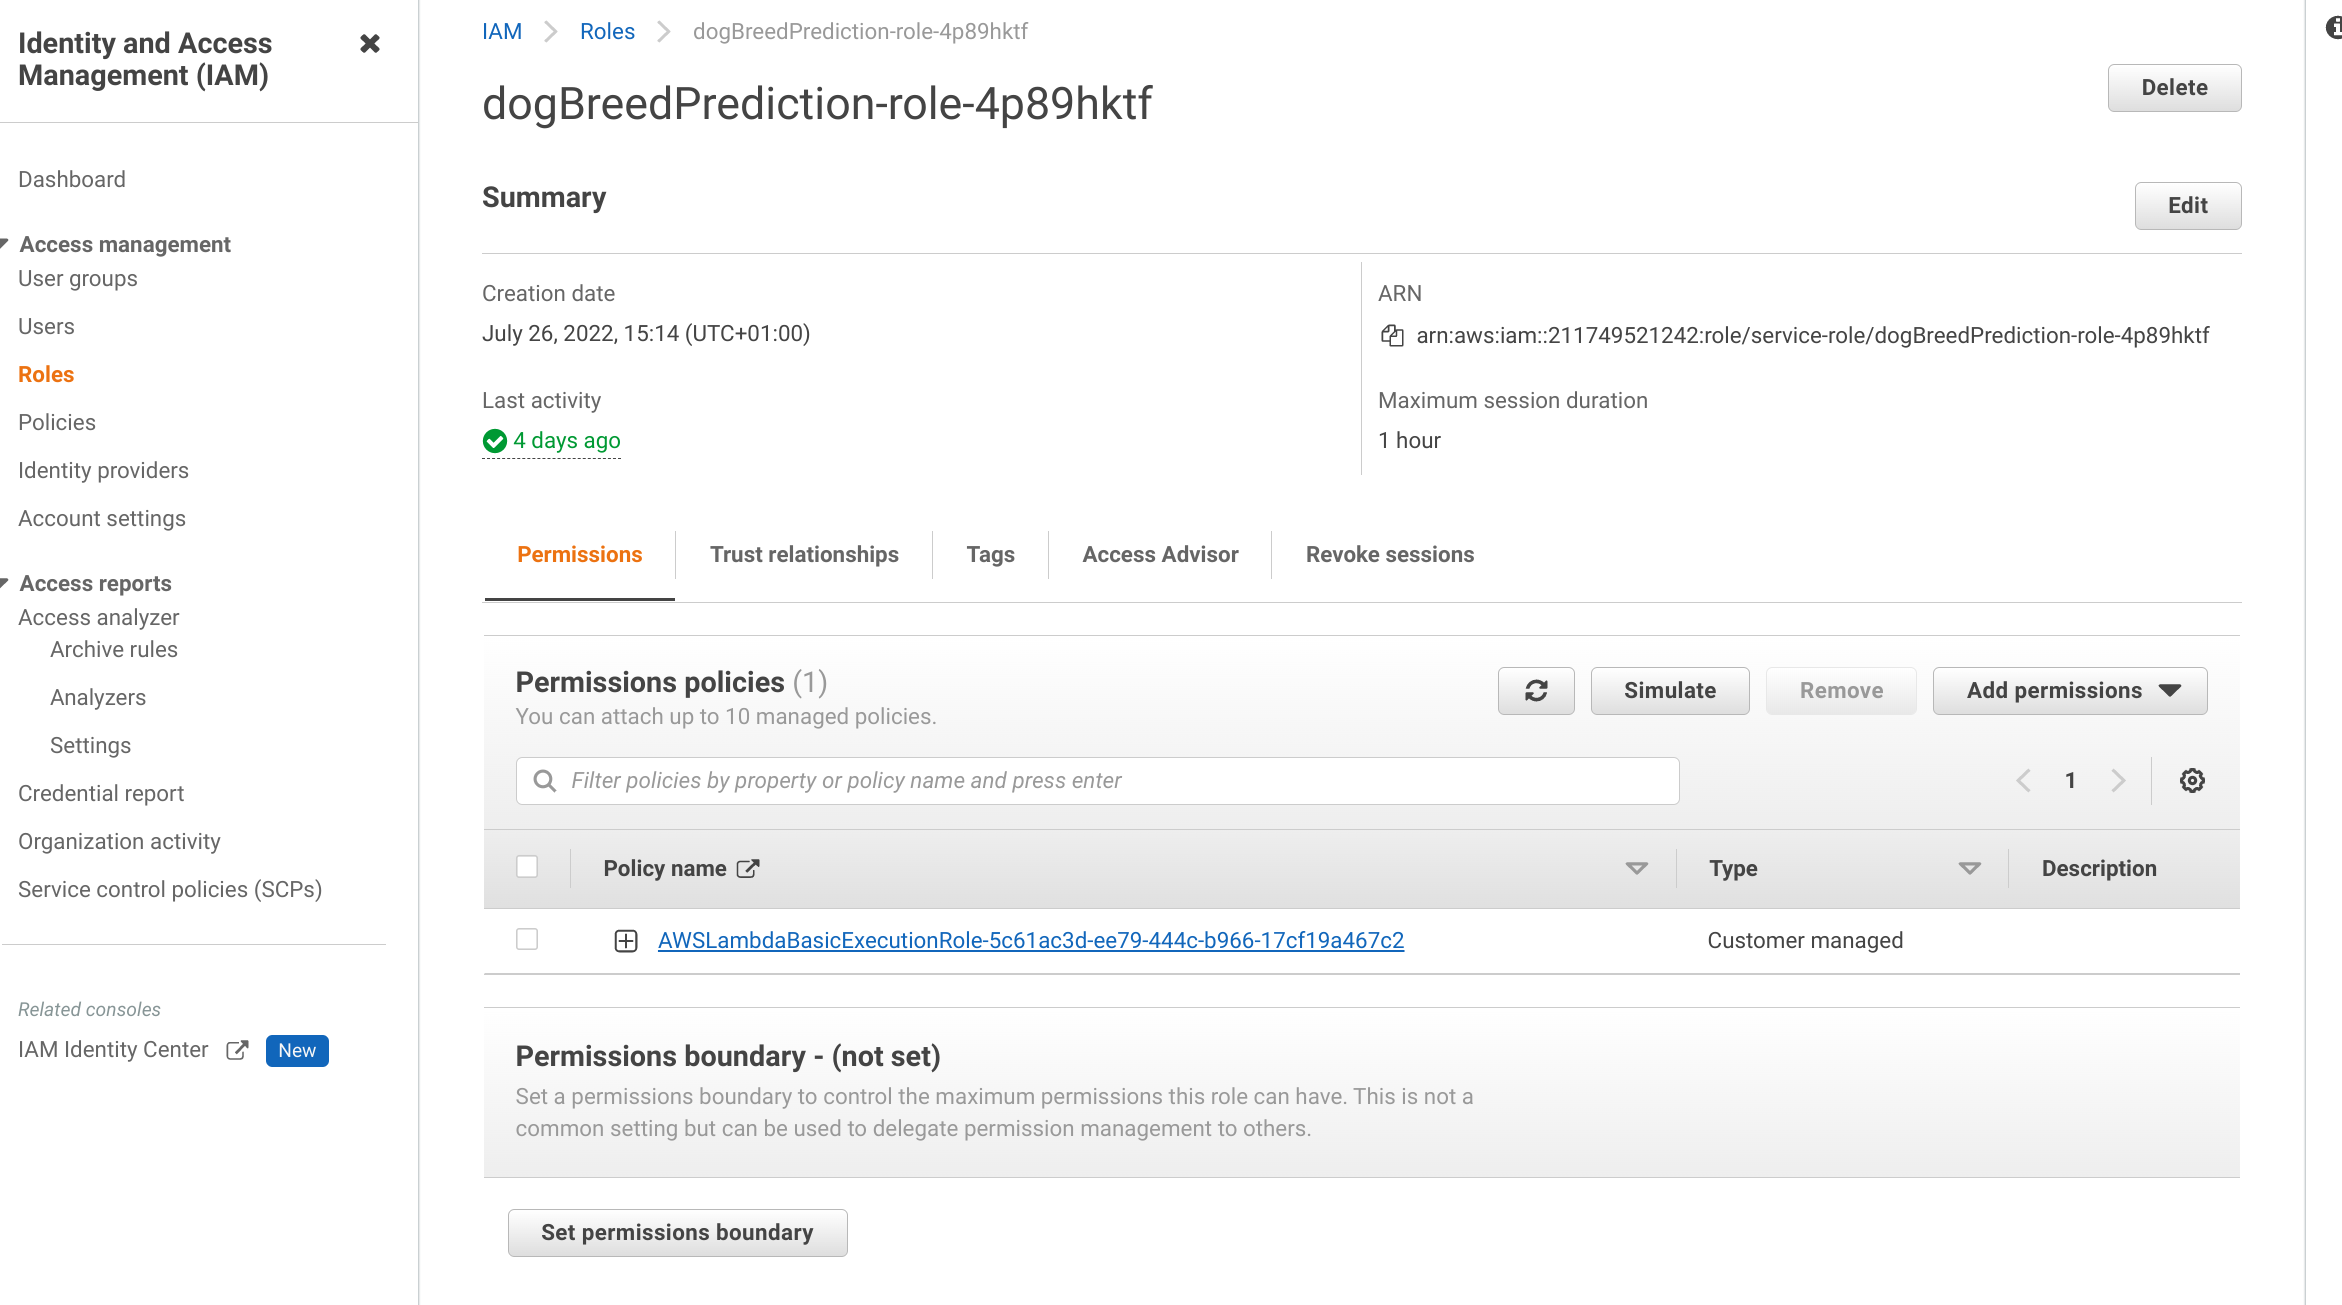 Identity and Access
Management (IAM)
Dashboard
Access management
User groups
Users
Roles
Policies
Identity providers
Account settings
Access reports
Access analyzer
Archive rules
Analyzers
Settings
Credential report
Organization activity
Service control policies (SCPs)
Related consoles
IAM Identity Center New
IAM Roles dogBreedPrediction-role-4p89hktf
dogBreedPrediction-role-4p89hktf
Delete
Summary
Edit
Creation date
July 26, 2022, 15:14 (UTC+01:00)
ARN
arn:aws:iam::211749521242:role/service-role/dogBreedPrediction-role-4p89hktf
Last activity
4 days ago
Maximum session duration
1 hour
Permissions Trust relationships Tags Access Advisor Revoke sessions
Permissions policies (1)
You can attach up to 10 managed policies.
Simulate Remove Add permissions
Filter policies by property or policy name and press enter
1
Policy name Type Description
AWSLambdaBasicExecutionRole-5c61ac3d-ee79-444c-b966-17cf19a467c2 Customer managed
Permissions boundary - (not set)
Set a permissions boundary to control the maximum permissions this role can have. This is not a
common setting but can be used to delegate permission management to others.
Set permissions boundary